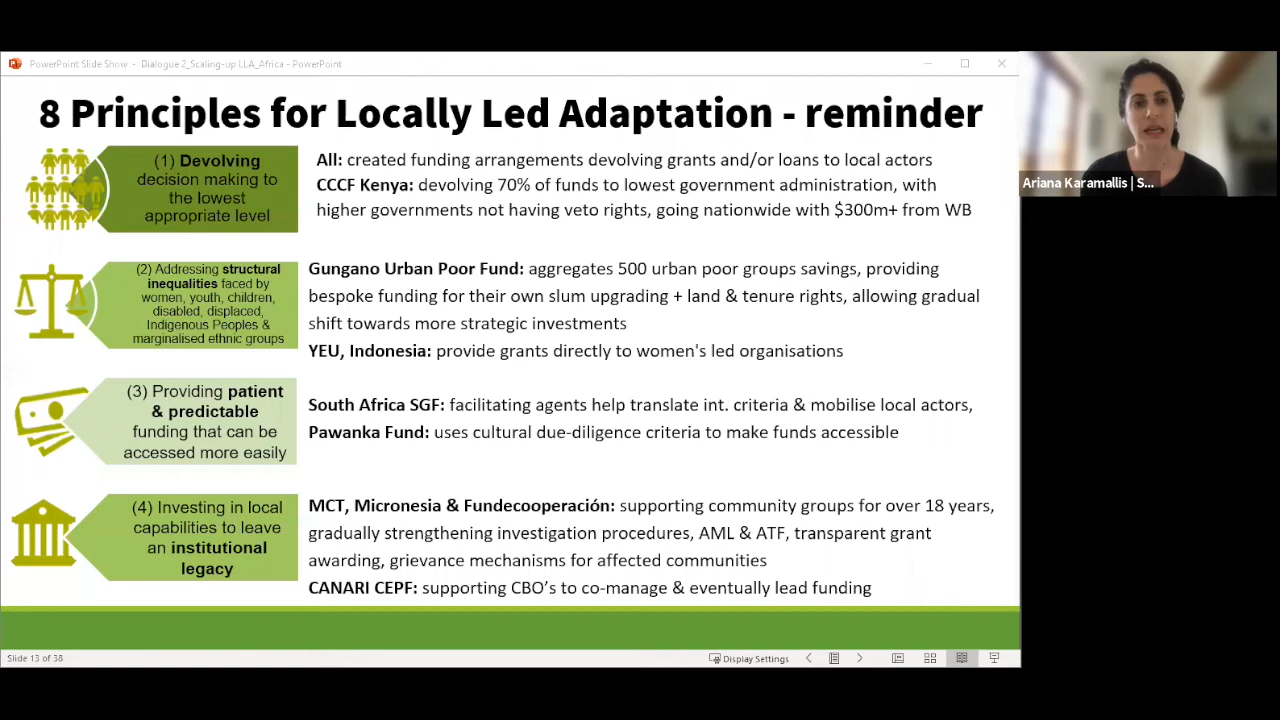 PowerPoint Slide Show - Dialogue 2_Scaling-up LLA_Africa - PowerPoint
8 Principles for Locally Led Adaptation - reminder
(1) Devolving
decision making to
the lowest
appropriate level
All: created funding arrangements devolving grants and/or loans to local actors
CCCF Kenya: devolving 70% of funds to lowest government administration, with
higher governments not having veto rights, going nationwide with $300m+ from WB
(2) Addressing structural
inequalities faced by
women, youth, children,
disabled, displaced,
Indigenous Peoples &
marginalised ethnic groups
Gungano Urban Poor Fund: aggregates 500 urban poor groups savings, providing
bespoke funding for their own slum upgrading + land & tenure rights, allowing gradual
shift towards more strategic investments
YEU, Indonesia: provide grants directly to women's led organisations
(3) Providing patient
& predictable
funding that can be
accessed more easily
South Africa SGF: facilitating agents help translate int. criteria & mobilise local actors,
Pawanka Fund: uses cultural due-diligence criteria to make funds accessible
(4) Investing in local
capabilities to leave
an institutional
legacy
MCT, Micronesia & Fundecooperación: supporting community groups for over 18 years,
gradually strengthening investigation procedures, AML & ATF, transparent grant
awarding, grievance mechanisms for affected communities
CANARI CEPF: supporting CBO’s to co-manage & eventually lead funding
Slide 13 of 38
Display Settings
Ariana Karamallis | S...